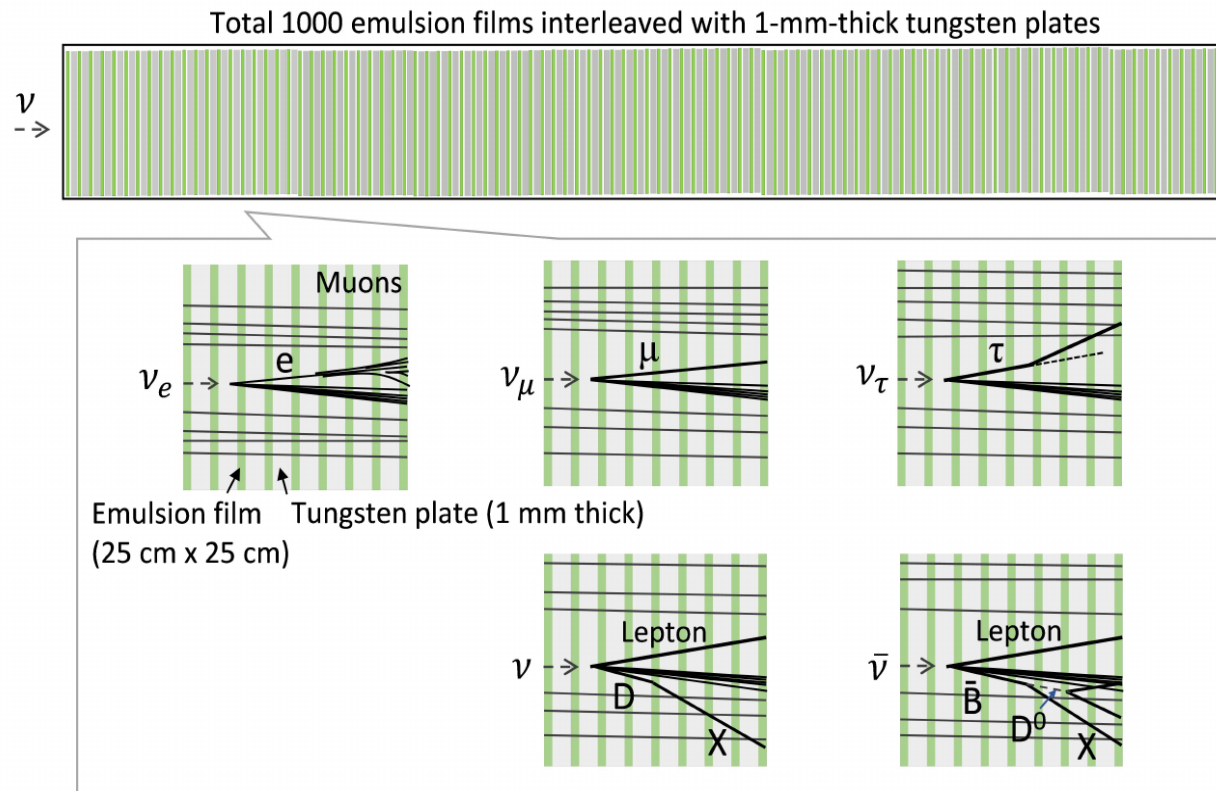 Total 1000 emulsion films interleaved with 1-mm-thick tungsten plates
ν
Muons
e
νe
μ
νμ
τ
ντ
Emulsion film
Tungsten plate (1 mm thick)
(25 cm x 25 cm)
Lepton
ν
D
X
Lepton
ν̄
B̄
D⁰
X